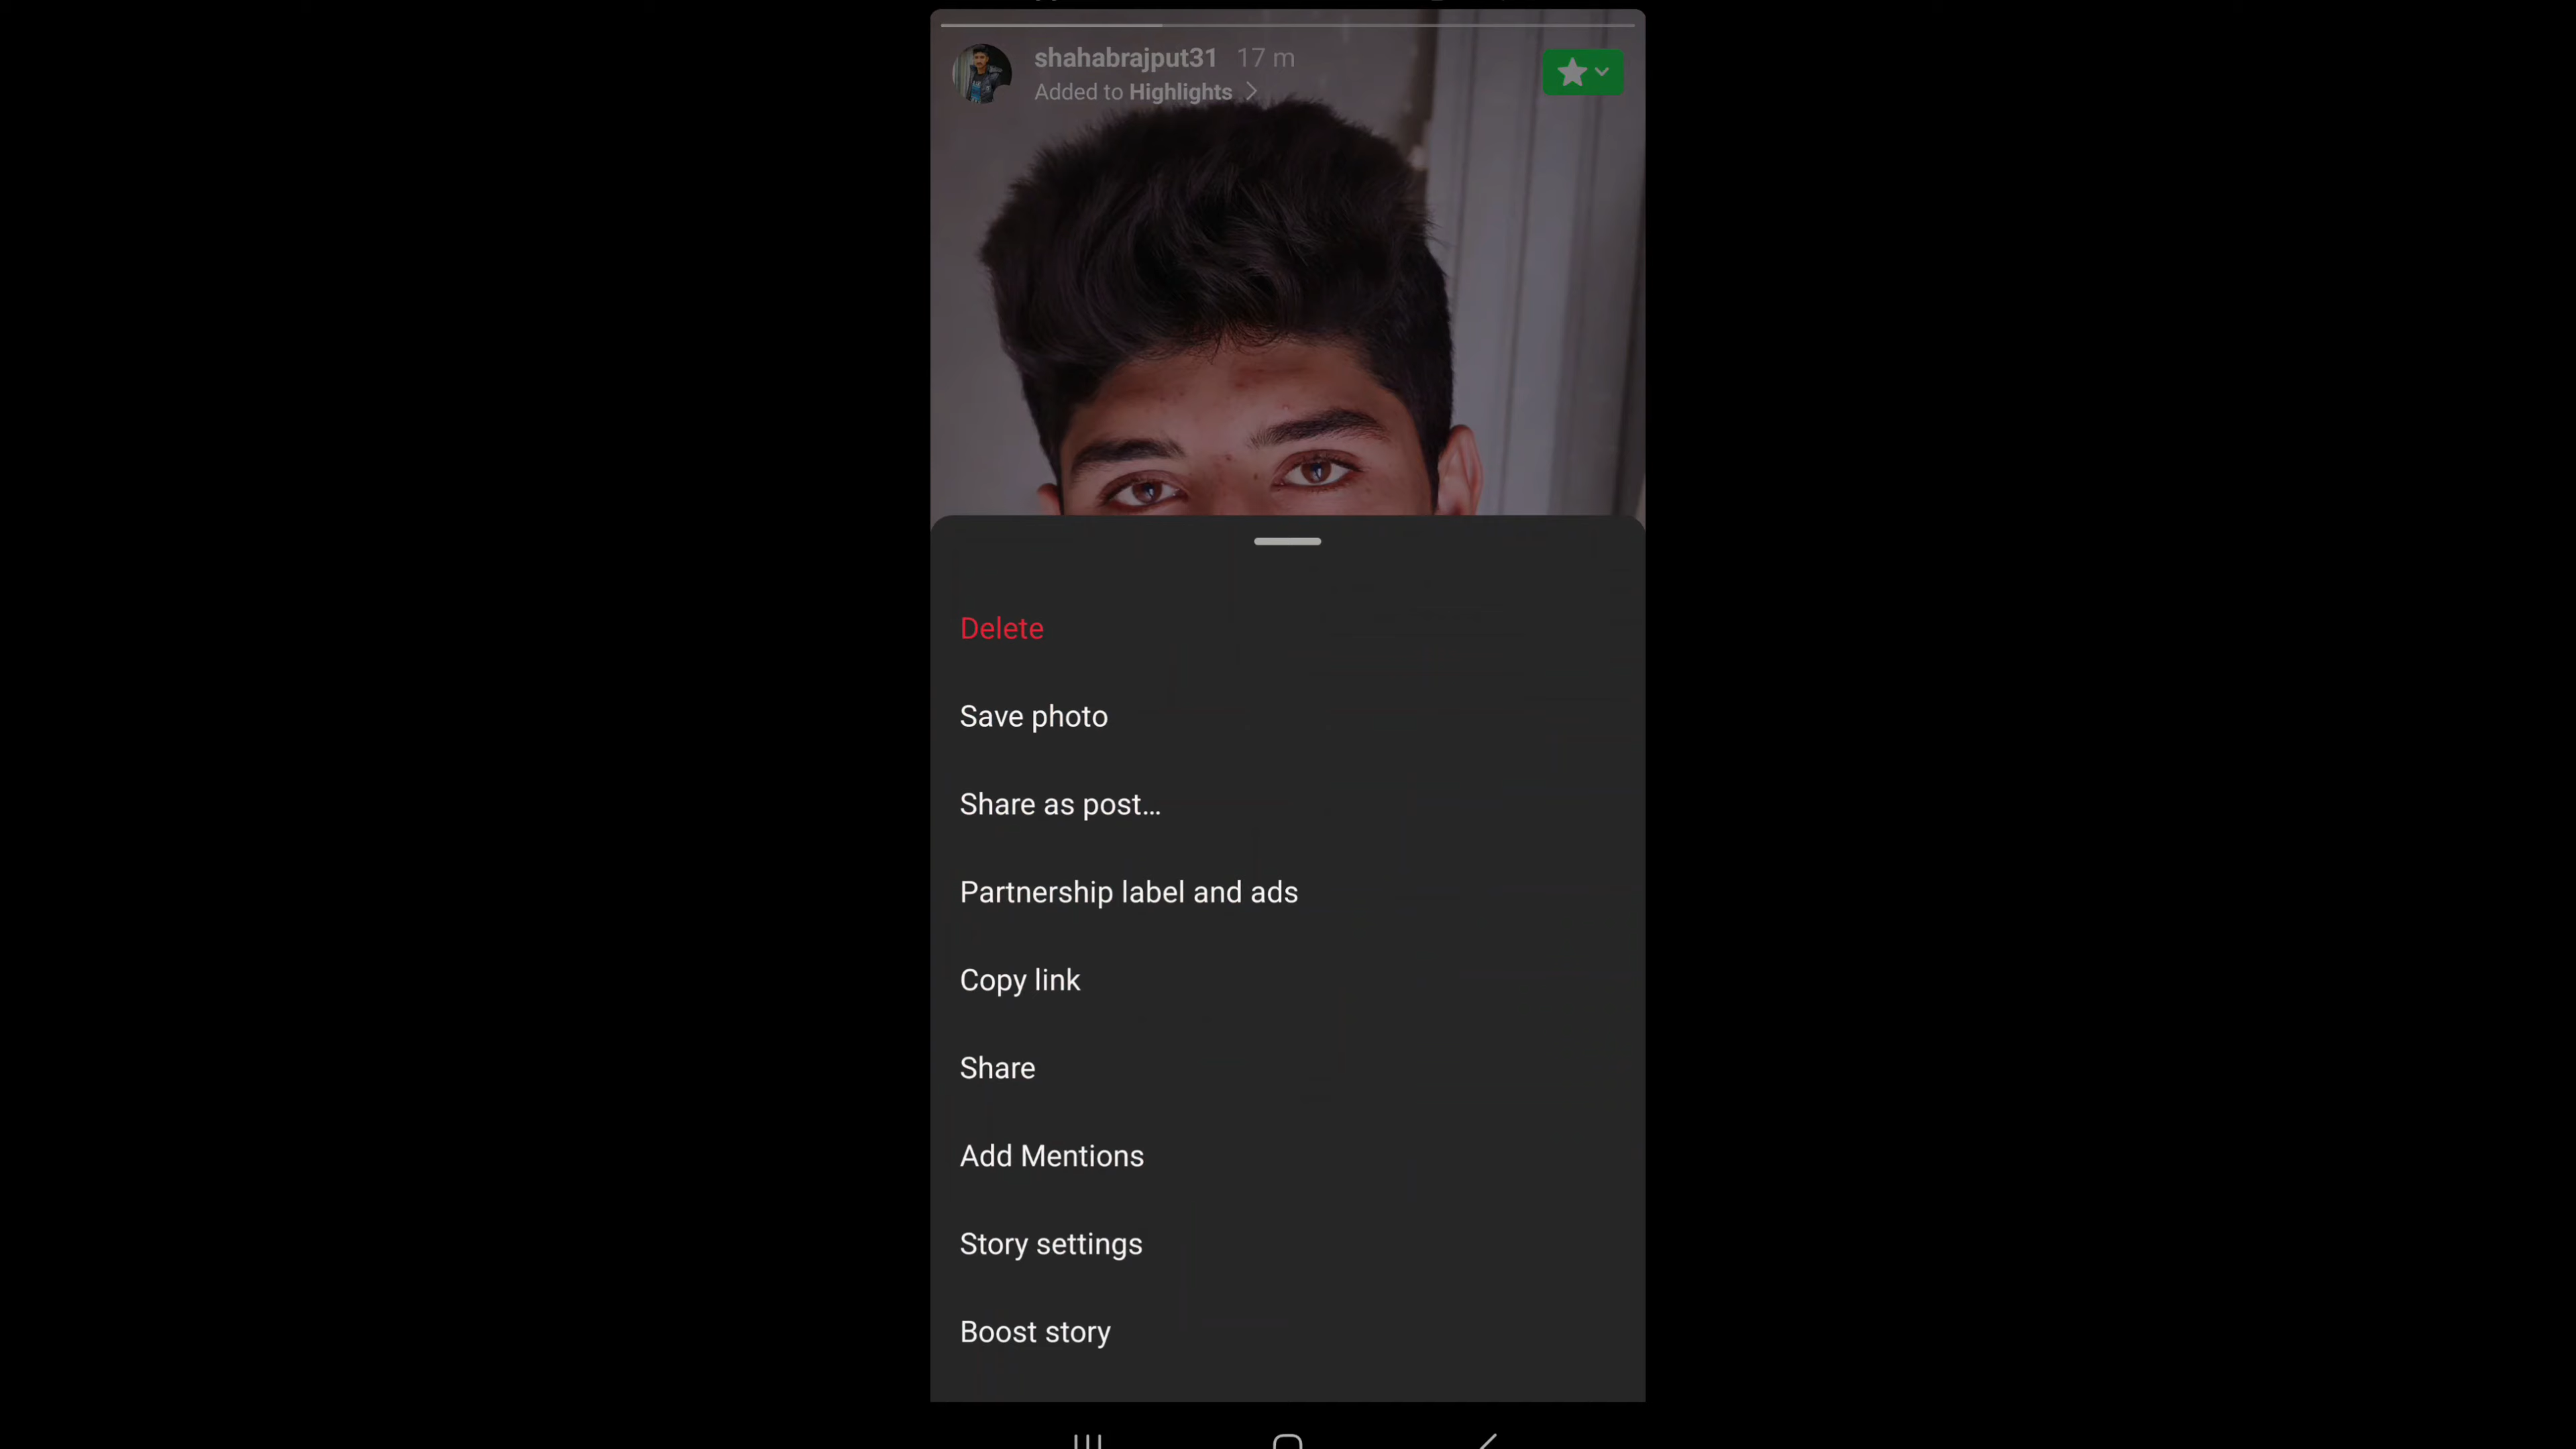 shahabrajput31 17 m
Added to Highlights
Delete
Save photo
Share as post...
Partnership label and ads
Copy link
Share
Add Mentions
Story settings
Boost story